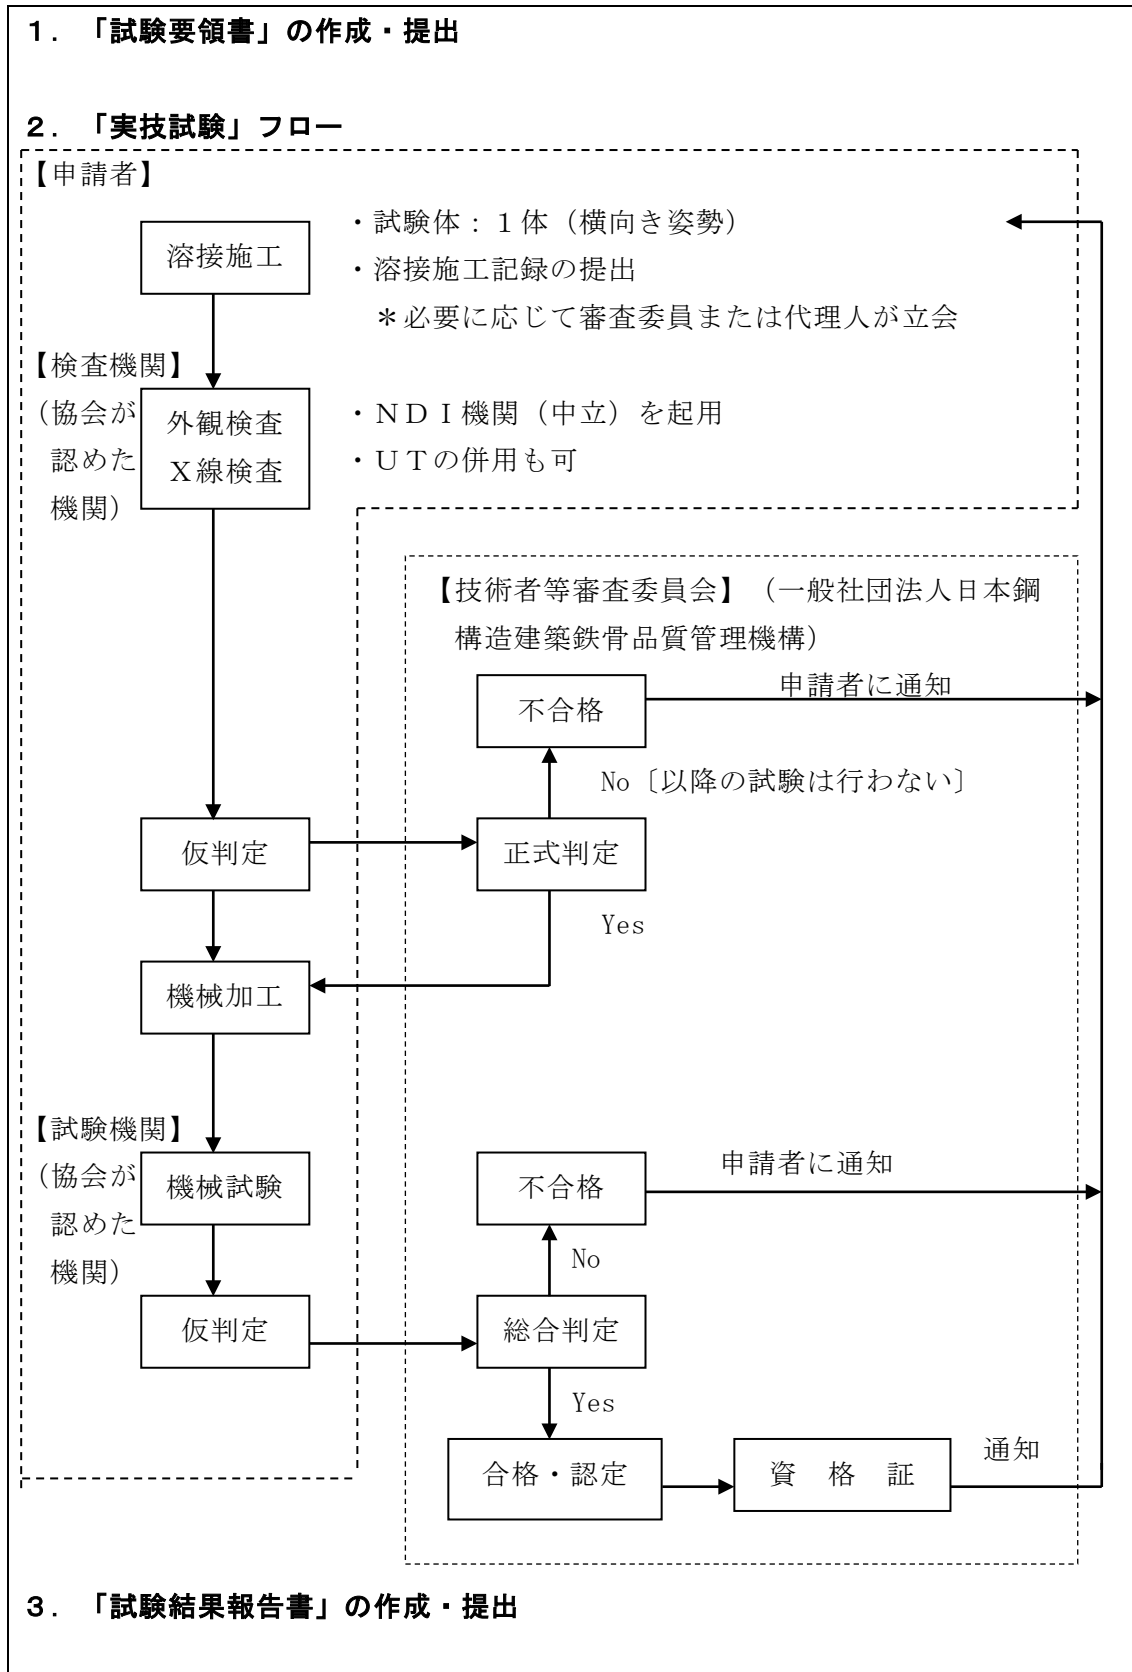 １．「試験要領書」の作成・提出
２．「実技試験」フロー
【申請者】
溶接施工
・試験体：１体（横向き姿勢）
・溶接施工記録の提出
＊必要に応じて審査委員または代理人が立会
【検査機関】
（協会が
認めた
機関）
外観検査
Ｘ線検査
・ＮＤＩ機関（中立）を起用
・ＵＴの併用も可
【技術者等審査委員会】（一般社団法人日本鋼
構造建築鉄骨品質管理機構）
不合格
申請者に通知
No〔以降の試験は行わない〕
仮判定
正式判定
Yes
機械加工
【試験機関】
（協会が
認めた
機関）
機械試験
不合格
申請者に通知
No
仮判定
総合判定
Yes
合格・認定
資　格　証
通知
３．「試験結果報告書」の作成・提出